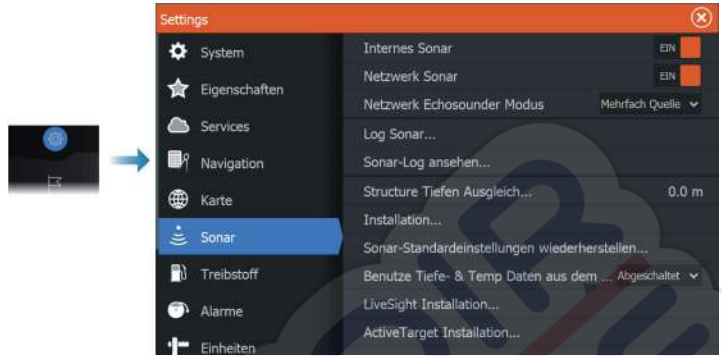 Settings
System
Eigenschaften
Services
Navigation
Karte
Sonar
Treibstoff
Alarme
Einheiten
Internes Sonar EIN
Netzwerk Sonar EIN
Netzwerk Echosounder Modus Mehrfach Quelle
Log Sonar...
Sonar-Log ansehen...
Structure Tiefen Ausgleich... 0.0 m
Installation...
Sonar-Standardeinstellungen wiederherstellen...
Benutze Tiefe- & Temp Daten aus dem ... Abgeschaltet
LiveSight Installation...
ActiveTarget Installation...